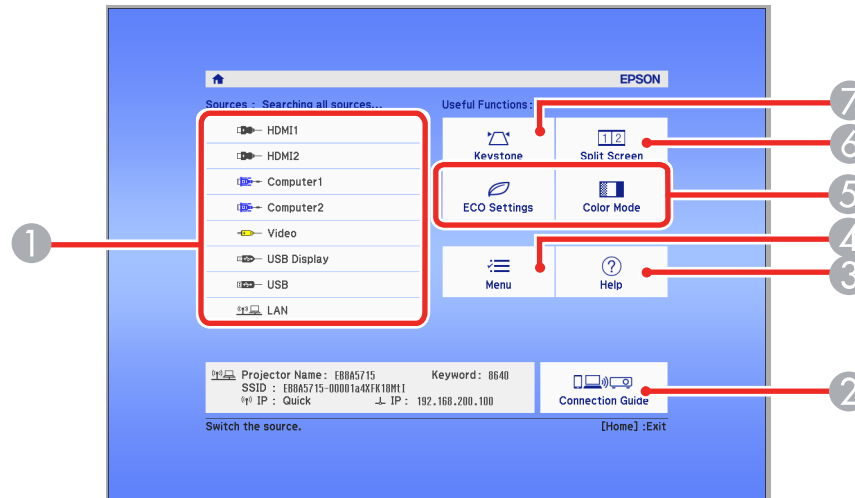 EPSON
Sources : Searching all sources...
Useful Functions:
HDMI1
HDMI2
Computer1
Computer2
Video
USB Display
USB
LAN
Keystone
1 2
Split Screen
ECO Settings
Color Mode
Menu
?
Help
Projector Name: EB8A5715 Keyword: 8640
SSID : EB8A5715-00001a4XFK18MtI
IP : Quick IP : 192.168.200.100
Connection Guide
Switch the source.
[Home] :Exit
1
7
6
5
4
3
2